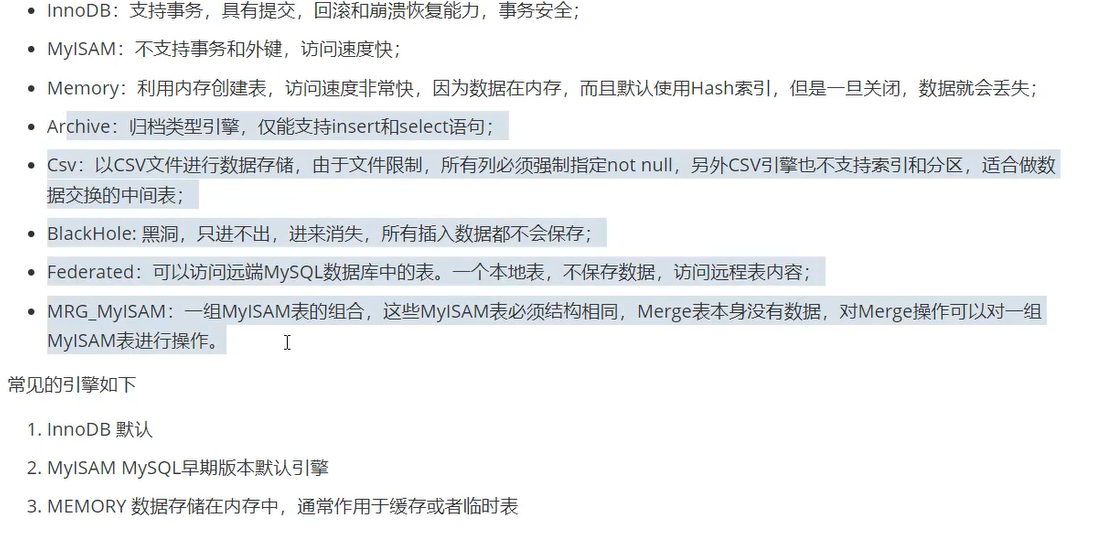 InnoDB：支持事务，具有提交，回滚和崩溃恢复能力，事务安全；
MyISAM：不支持事务和外键，访问速度快；
Memory：利用内存创建表，访问速度非常快，因为数据在内存，而且默认使用Hash索引，但是一旦关闭，数据就会丢失；
Archive：归档类型引擎，仅能支持insert和select语句；
Csv：以CSV文件进行数据存储，由于文件限制，所有列必须强制指定not null，另外CSV引擎也不支持索引和分区，适合做数
据交换的中间表；
BlackHole: 黑洞，只进不出，进来消失，所有插入数据都不会保存；
Federated：可以访问远端MySQL数据库中的表。一个本地表，不保存数据，访问远程表内容；
MRG_MyISAM：一组MyISAM表的组合，这些MyISAM表必须结构相同，Merge表本身没有数据，对Merge操作可以对一组
MyISAM表进行操作。
常见的引擎如下
1. InnoDB 默认
2. MyISAM MySQL早期版本默认引擎
3. MEMORY 数据存储在内存中，通常作用于缓存或者临时表